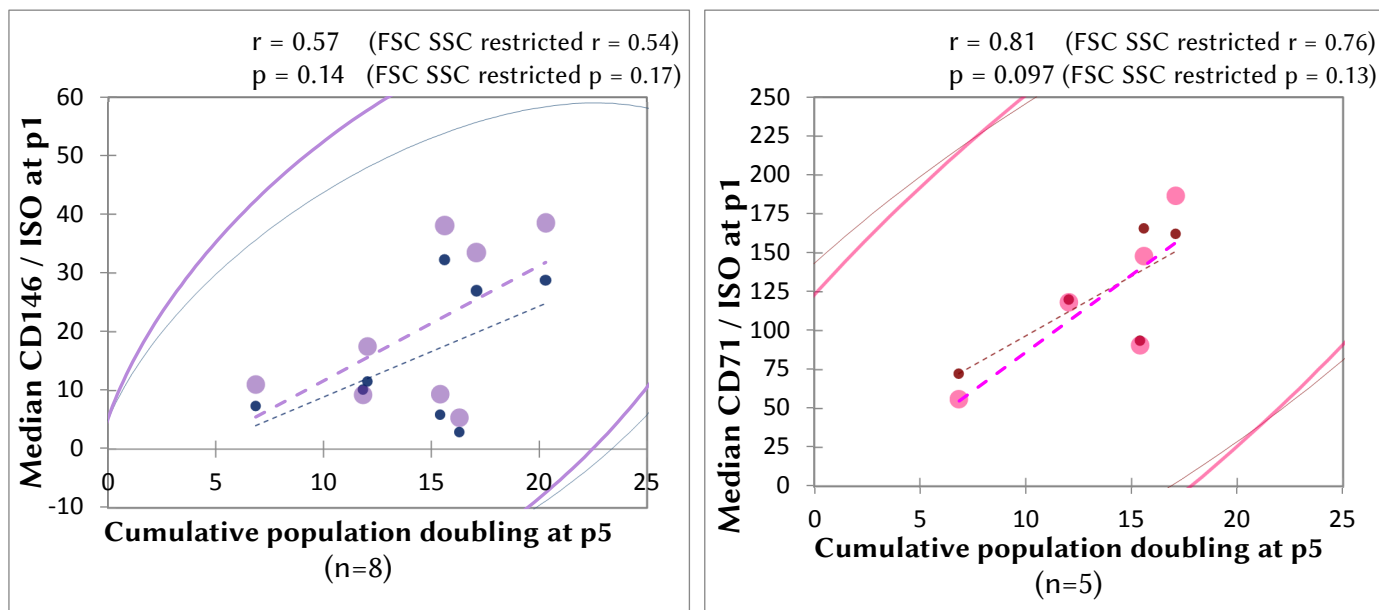 r = 0.57 (FSC SSC restricted r = 0.54)
p = 0.14 (FSC SSC restricted p = 0.17)
60
50
40
30
20
10
0
-10
0 5 10 15 20 25
Median CD146 / ISO at p1
Cumulative population doubling at p5
(n=8)
r = 0.81 (FSC SSC restricted r = 0.76)
p = 0.097 (FSC SSC restricted p = 0.13)
250
225
200
175
150
125
100
75
50
25
0
0 5 10 15 20 25
Median CD71 / ISO at p1
Cumulative population doubling at p5
(n=5)